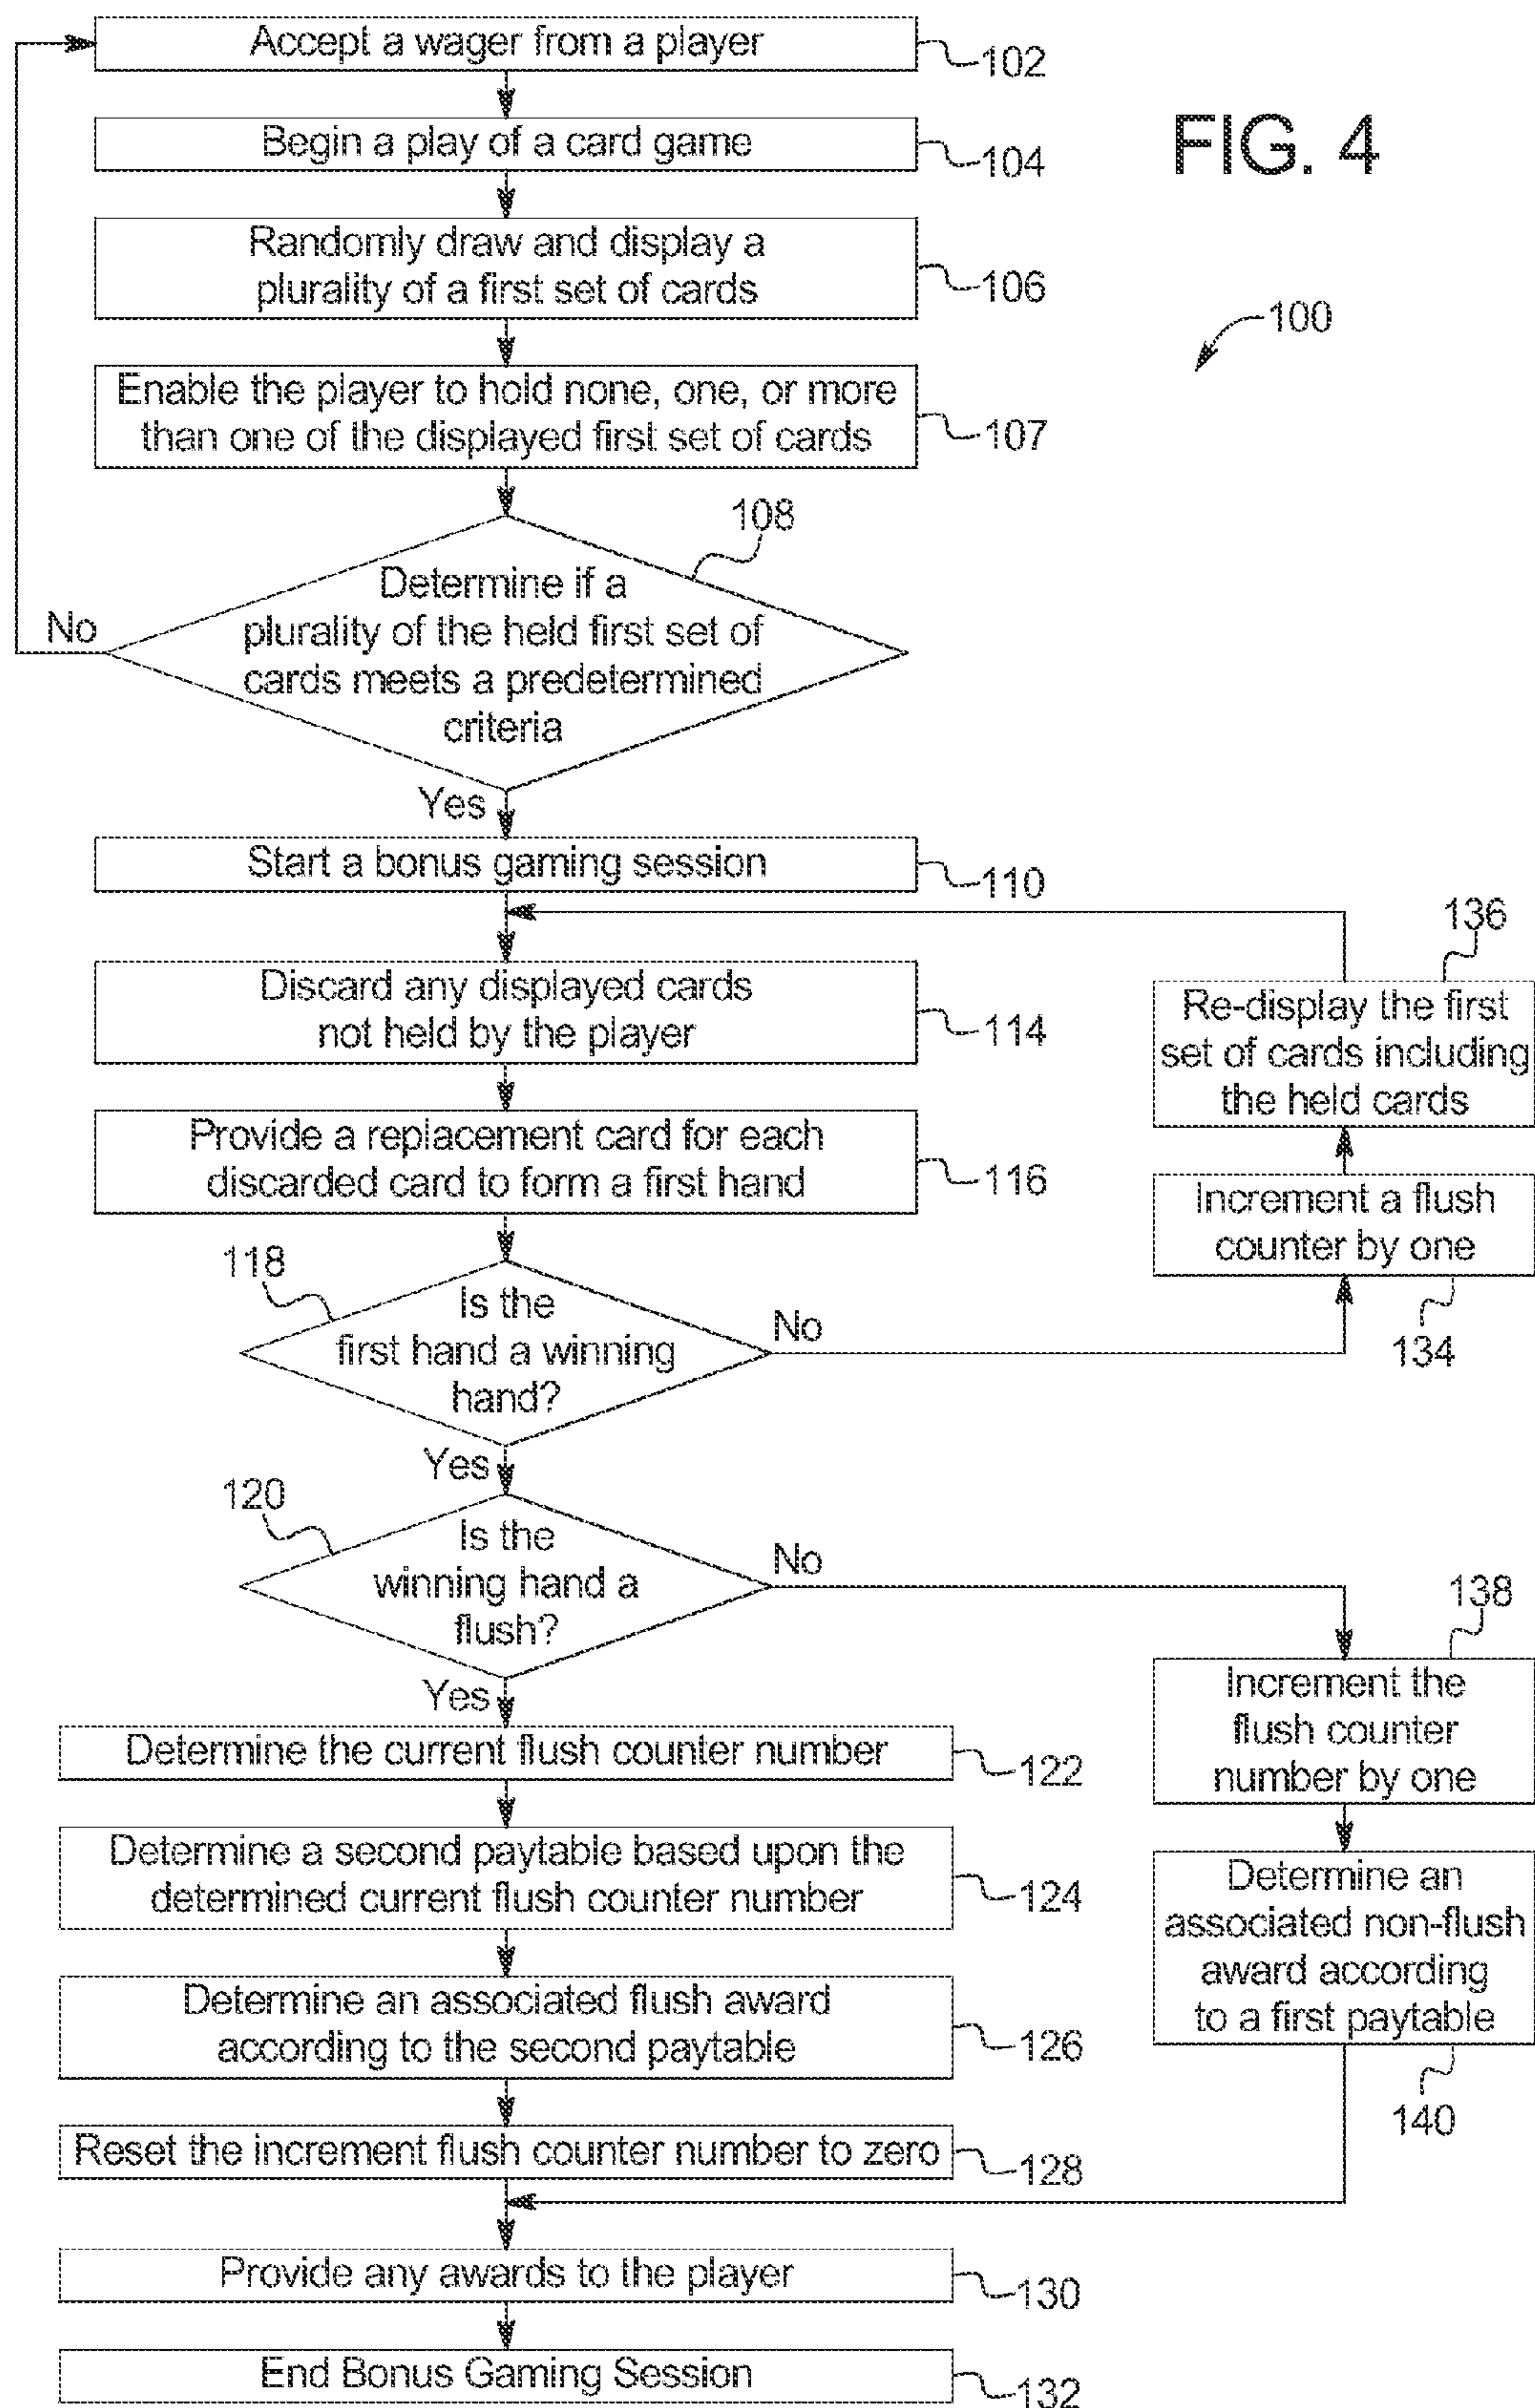 Accept a wager from a player
102
Begin a play of a card game
104
FIG. 4
Randomly draw and display a
plurality of a first set of cards
106
100
Enable the player to hold none, one, or more
than one of the displayed first set of cards
107
108
Determine if a
plurality of the held first set of
cards meets a predetermined
criteria
No
Yes
Start a bonus gaming session
110
Discard any displayed cards
not held by the player
114
136
Re-display the first
set of cards including
the held cards
Provide a replacement card for each
discarded card to form a first hand
116
Increment a flush
counter by one
134
118
Is the
first hand a winning
hand?
No
Yes
120
Is the
winning hand a
flush?
No
Yes
138
Increment the
flush counter
number by one
Determine the current flush counter number
122
Determine a second paytable based upon the
determined current flush counter number
124
Determine an
associated non-flush
award according
to a first paytable
140
Determine an associated flush award
according to the second paytable
126
Reset the increment flush counter number to zero
128
Provide any awards to the player
130
End Bonus Gaming Session
132